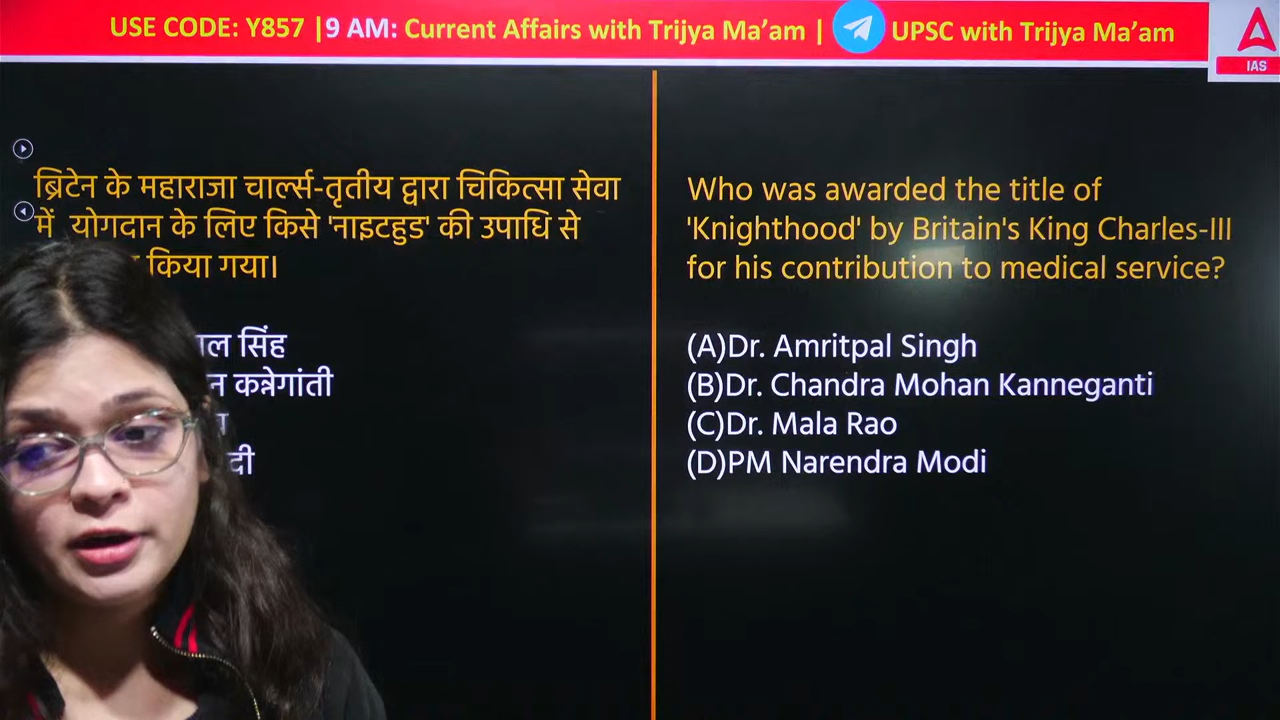 USE CODE: Y857 |9 AM: Current Affairs with Trijya Ma’am | UPSC with Trijya Ma’am
IAS
ब्रिटेन के महाराजा चार्ल्स-तृतीय द्वारा चिकित्सा सेवा
में योगदान के लिए किसे 'नाइटहुड' की उपाधि से
किया गया।
सिंह
कन्नेगांती
Who was awarded the title of
'Knighthood' by Britain's King Charles-III
for his contribution to medical service?
(A)Dr. Amritpal Singh
(B)Dr. Chandra Mohan Kanneganti
(C)Dr. Mala Rao
(D)PM Narendra Modi